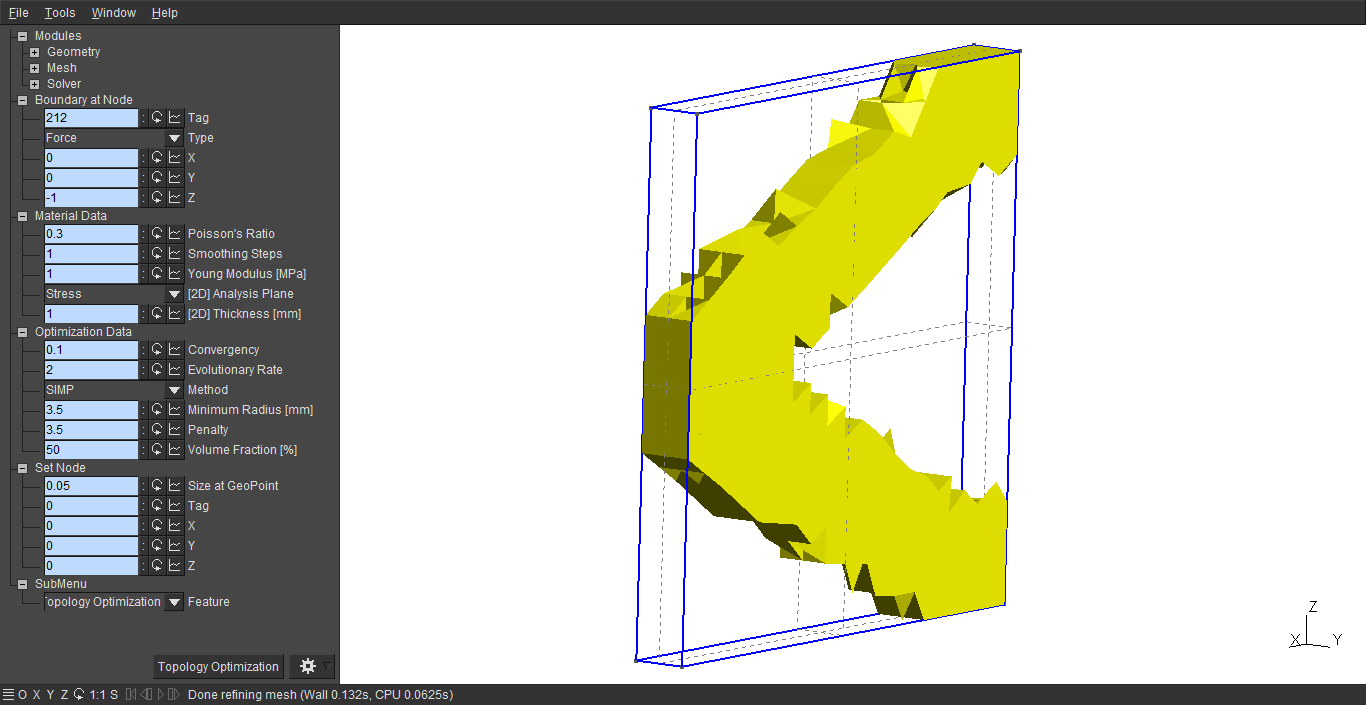 File Tools Window Help
Modules
Geometry
Mesh
Solver
Boundary at Node
212 : Tag
Force Type
0 : X
0 : Y
-1 : Z
Material Data
0.3 : Poisson's Ratio
1 : Smoothing Steps
1 : Young Modulus [MPa]
Stress [2D] Analysis Plane
1 : [2D] Thickness [mm]
Optimization Data
0.1 : Convergency
2 : Evolutionary Rate
SIMP Method
3.5 : Minimum Radius [mm]
3.5 : Penalty
50 : Volume Fraction [%]
Set Node
0.05 : Size at GeoPoint
0 : Tag
0 : X
0 : Y
0 : Z
SubMenu
Topology Optimization Feature
Topology Optimization
Z
X Y
O X Y Z 1:1 S Done refining mesh (Wall 0.132s, CPU 0.0625s)